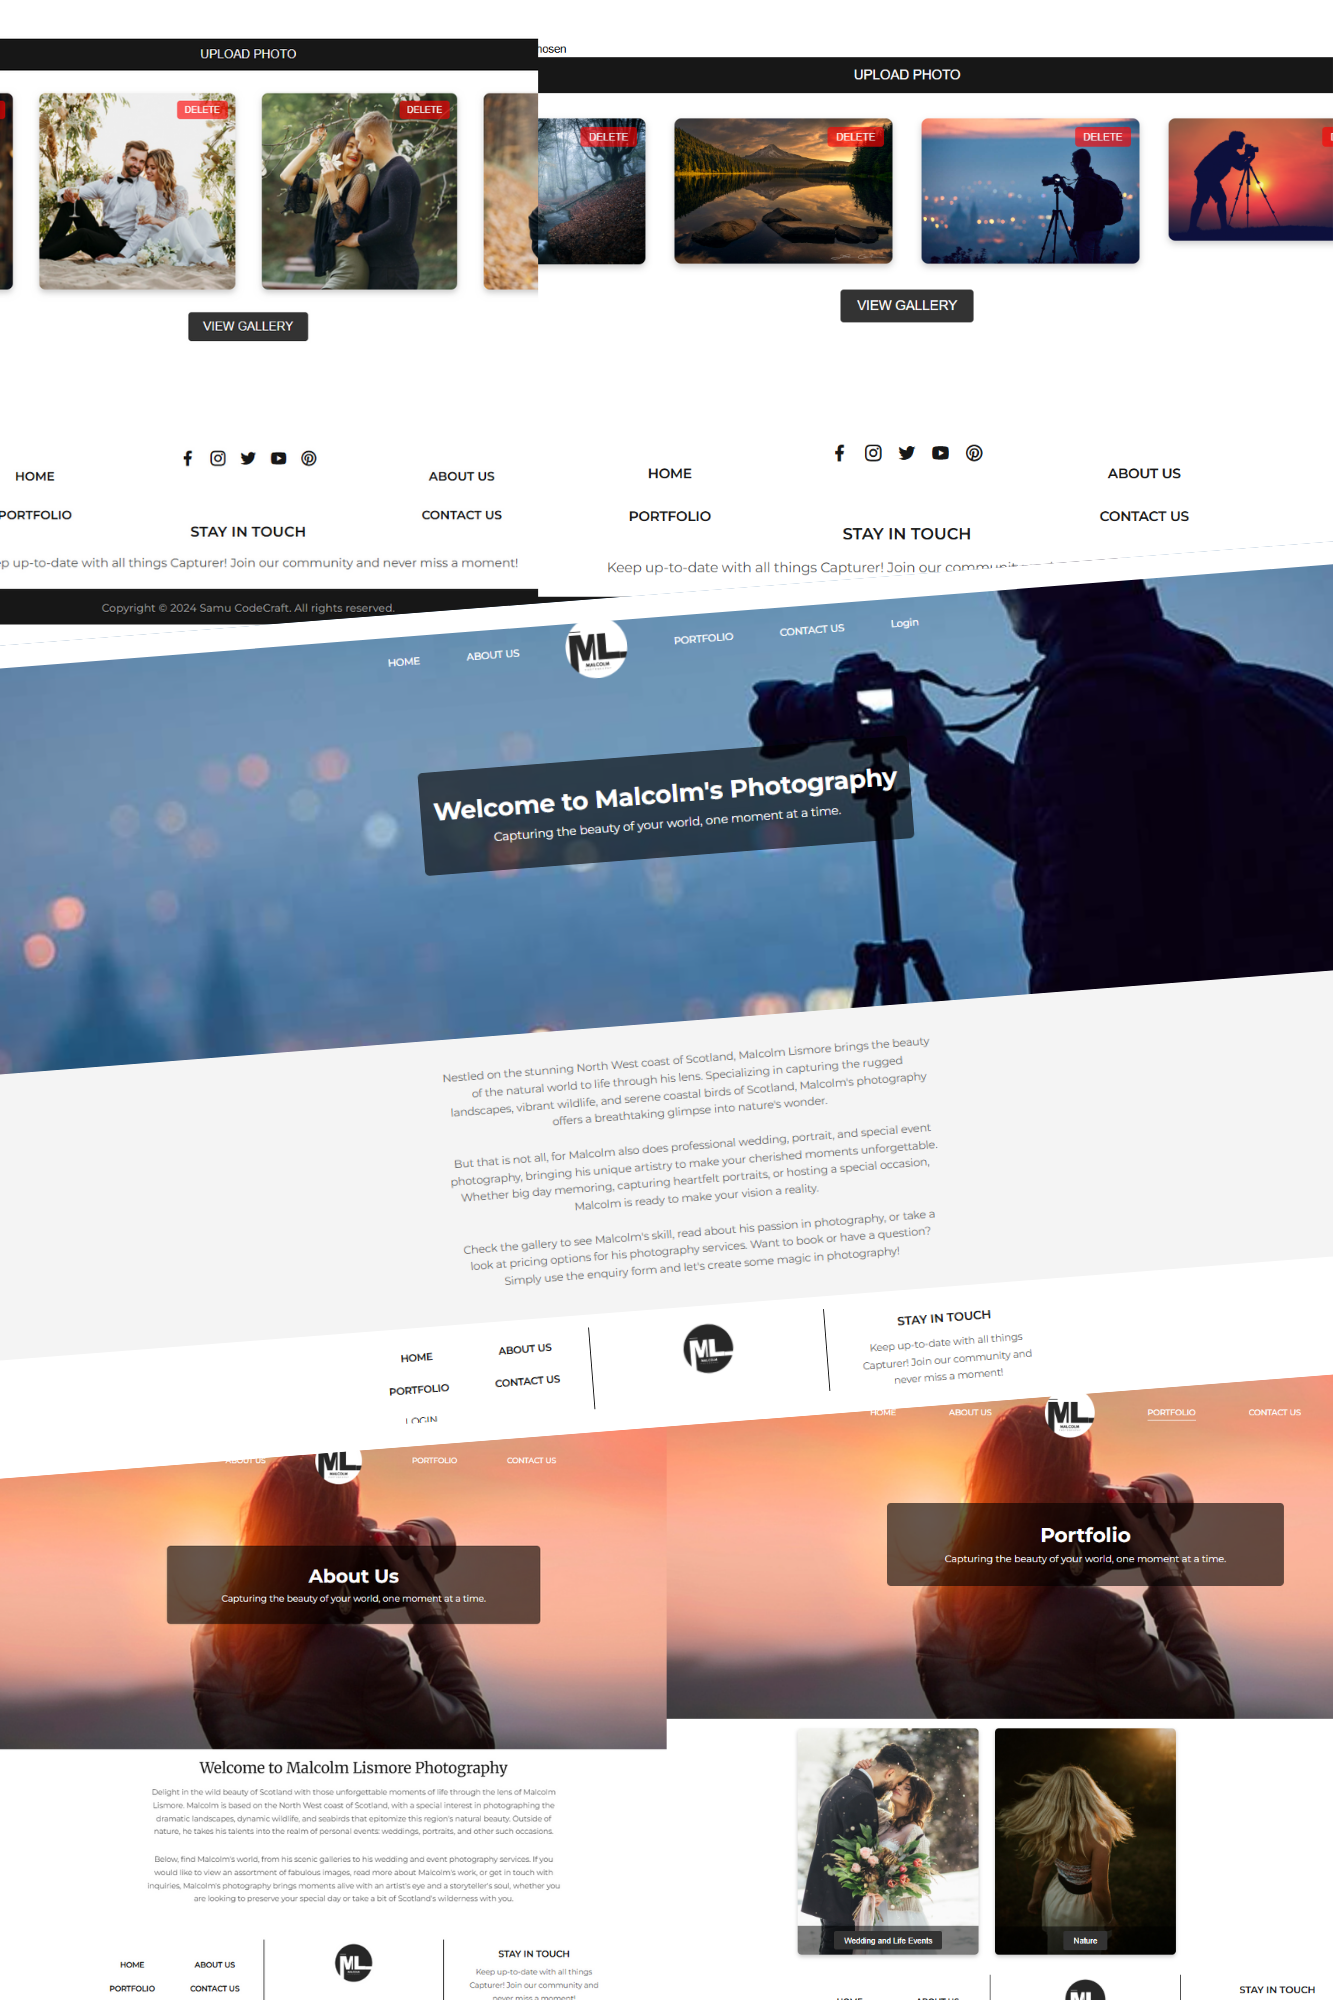 UPLOAD PHOTO
DELETE
DELETE
VIEW GALLERY
HOME
PORTFOLIO
STAY IN TOUCH
ABOUT US
CONTACT US
up-to-date with all things Capturer! Join our community and never miss a moment!
Copyright © 2024 Samu CodeCraft. All rights reserved.
UPLOAD PHOTO
DELETE
DELETE
DELETE
VIEW GALLERY
HOME
PORTFOLIO
STAY IN TOUCH
ABOUT US
CONTACT US
Keep up-to-date with all things Capturer! Join our community
HOME
ABOUT US
ML
MALCOLM
PORTFOLIO
CONTACT US
Login
Welcome to Malcolm's Photography
Capturing the beauty of your world, one moment at a time.
Nestled on the stunning North West coast of Scotland, Malcolm Lismore brings the beauty
of the natural world to life through his lens. Specializing in capturing the rugged
landscapes, vibrant wildlife, and serene coastal birds of Scotland, Malcolm's photography
offers a breathtaking glimpse into nature's wonder.
But that is not all, for Malcolm also does professional wedding, portrait, and special event
photography, bringing his unique artistry to make your cherished moments unforgettable.
Whether big day memoring, capturing heartfelt portraits, or hosting a special occasion,
Malcolm is ready to make your vision a reality.
Check the gallery to see Malcolm's skill, read about his passion in photography, or take a
look at pricing options for his photography services. Want to book or have a question?
Simply use the enquiry form and let's create some magic in photography!
HOME
ABOUT US
PORTFOLIO
CONTACT US
LOGIN
ML
MALCOLM
STAY IN TOUCH
Keep up-to-date with all things
Capturer! Join our community and
never miss a moment!
ABOUT US
ML
MALCOLM
PORTFOLIO
CONTACT US
About Us
Capturing the beauty of your world, one moment at a time.
Welcome to Malcolm Lismore Photography
Delight in the wild beauty of Scotland with those unforgettable moments of life through the lens of Malcolm
Lismore. Malcolm is based on the North West coast of Scotland, with a special interest in photographing the
dramatic landscapes, dynamic wildlife, and seabirds that epitomize this region's natural beauty. Outside of
nature, he takes his talents into the realm of personal events: weddings, portraits, and other such occasions.
Below, find Malcolm's world, from his scenic galleries to his wedding and event photography services. If you
would like to view an assortment of fabulous images, read more about Malcolm's work, or get in touch with
inquiries, Malcolm's photography brings moments alive with an artist's eye and a storyteller's soul, whether you
are looking to preserve your special day or take a bit of Scotland's wilderness with you.
HOME
ABOUT US
PORTFOLIO
CONTACT US
ML
STAY IN TOUCH
Keep up-to-date with all things
Capturer! Join our community and
never miss a moment!
HOME
ABOUT US
ML
MALCOLM
PORTFOLIO
CONTACT US
Portfolio
Capturing the beauty of your world, one moment at a time.
Wedding and Life Events
Nature
HOME
ABOUT US
ML
STAY IN TOUCH